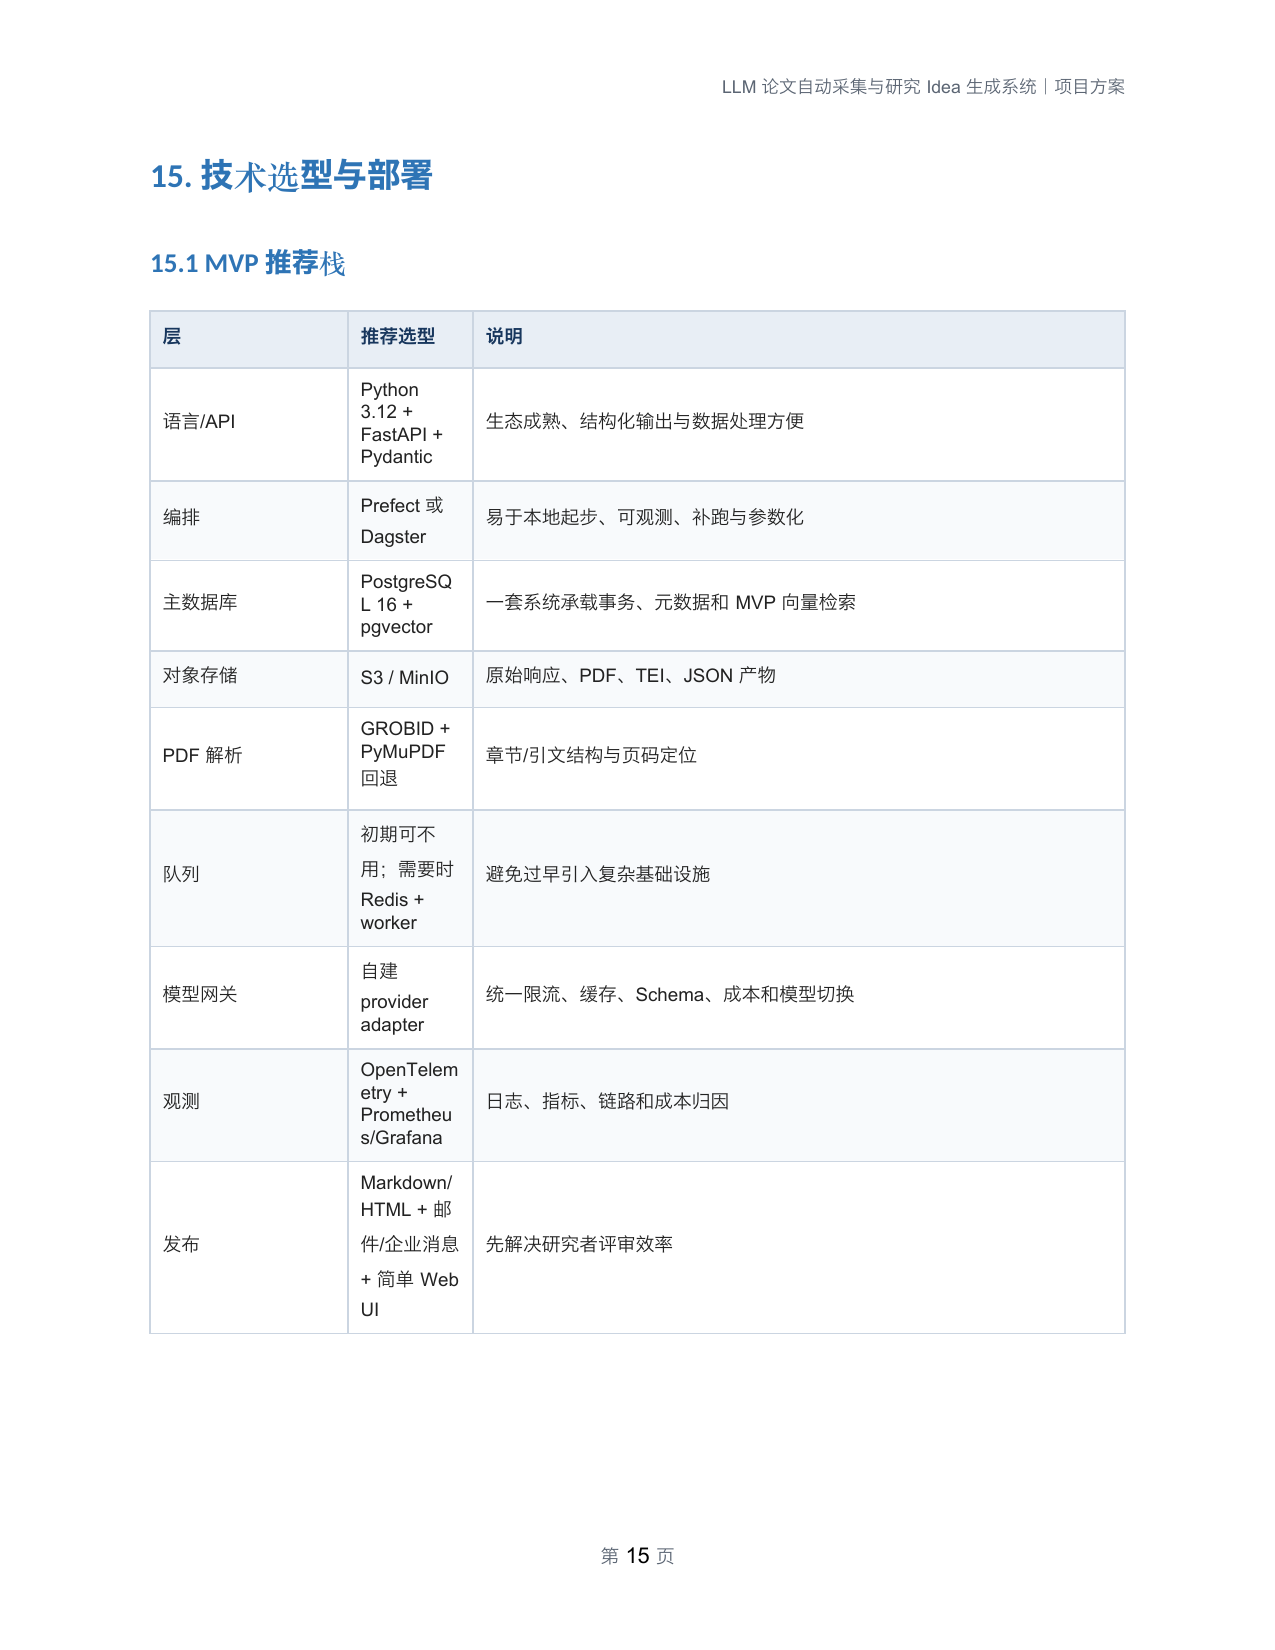 LLM 论文自动采集与研究 Idea 生成系统｜项目方案
15. 技术选型与部署
15.1 MVP 推荐栈
层 推荐选型 说明
语言/API
Python
3.12 +
FastAPI +
Pydantic
生态成熟、结构化输出与数据处理方便
编排
Prefect 或
Dagster
易于本地起步、可观测、补跑与参数化
主数据库
PostgreSQ
L 16 +
pgvector
一套系统承载事务、元数据和 MVP 向量检索
对象存储
S3 / MinIO
原始响应、PDF、TEI、JSON 产物
PDF 解析
GROBID +
PyMuPDF
回退
章节/引文结构与页码定位
队列
初期可不
用；需要时
Redis +
worker
避免过早引入复杂基础设施
模型网关
自建
provider
adapter
统一限流、缓存、Schema、成本和模型切换
观测
OpenTelem
etry +
Prometheu
s/Grafana
日志、指标、链路和成本归因
发布
Markdown/
HTML + 邮
件/企业消息
+ 简单 Web
UI
先解决研究者评审效率
第 15 页